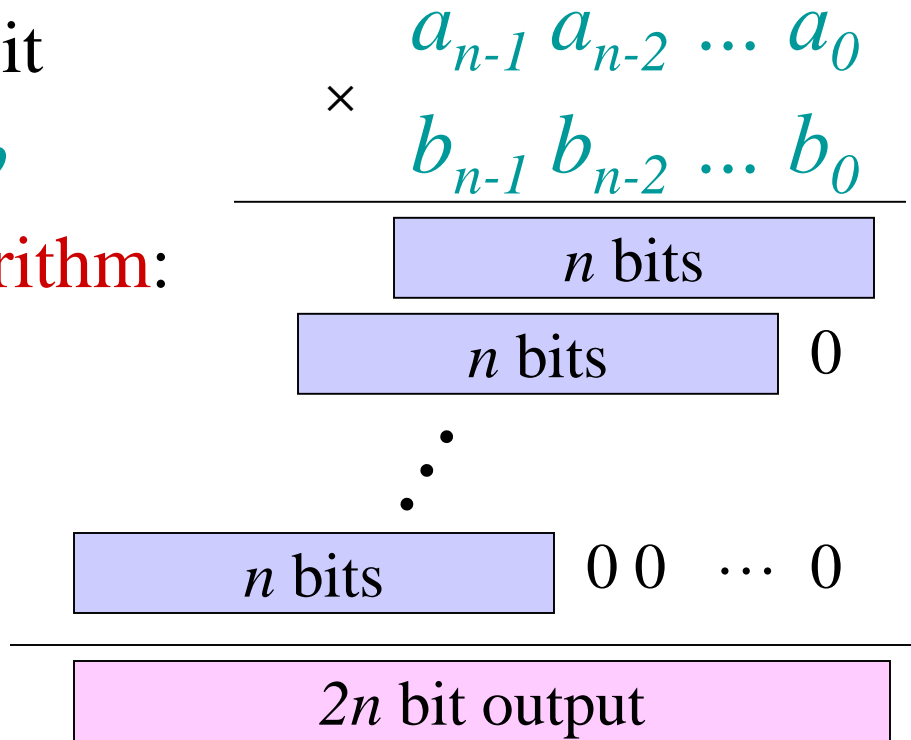 it
a_{n-1} a_{n-2} ... a_0
×
b_{n-1} b_{n-2} ... b_0
rithm:
n bits
n bits 0
n bits 0 0 ⋯ 0
2n bit output